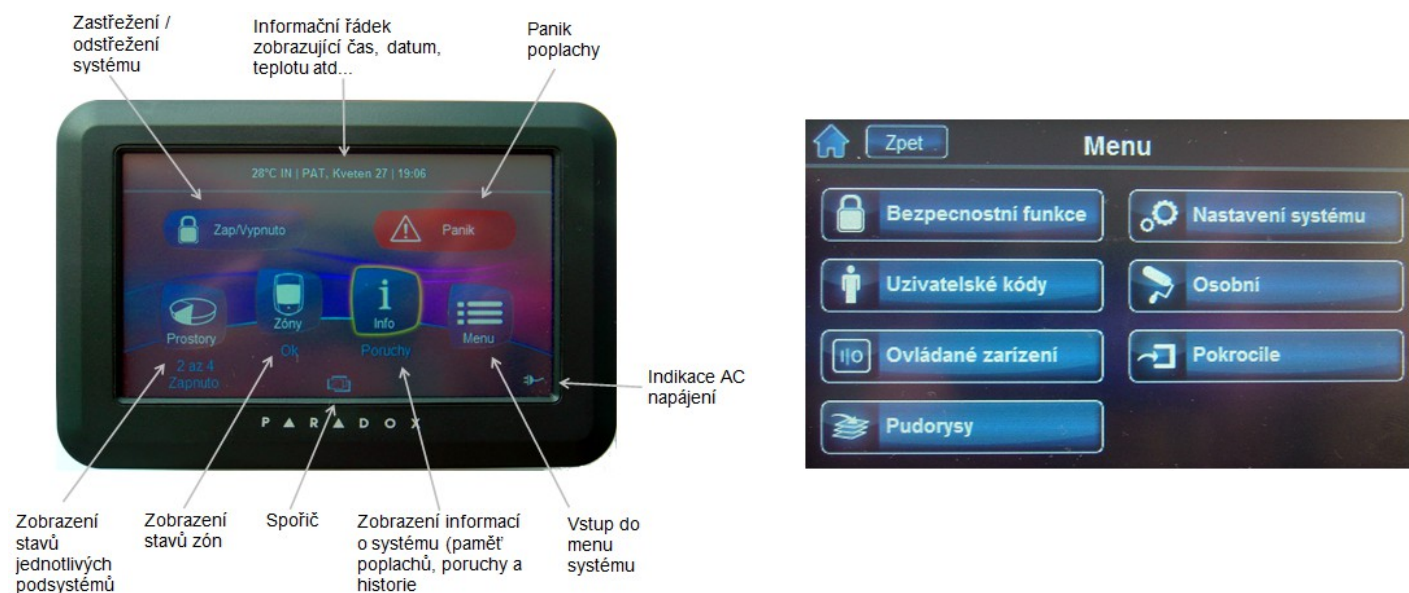 Zastřežení /
odstřežení
systému
Informační řádek
zobrazující čas, datum,
teplotu atd...
Panik
poplachy
28°C IN | PAT, Kveten 27 | 19:06
Zap/Vypnuto
Panik
Prostory
2 az 4
Zapnuto
Zóny
Ok
i
Info
Poruchy
Menu
PARADOX
Indikace AC
napájení
Zobrazení
stavů
jednotlivých
podsystémů
Zobrazení
stavů zón
Spořič
Zobrazení informací
o systému (paměť
poplachů, poruchy a
historie
Vstup do
menu
systému
Zpet
Menu
Bezpecnostní funkce
Nastavení systému
Uzivatelské kódy
Osobní
I|O
Ovládané zarízení
Pokrocile
Pudorysy